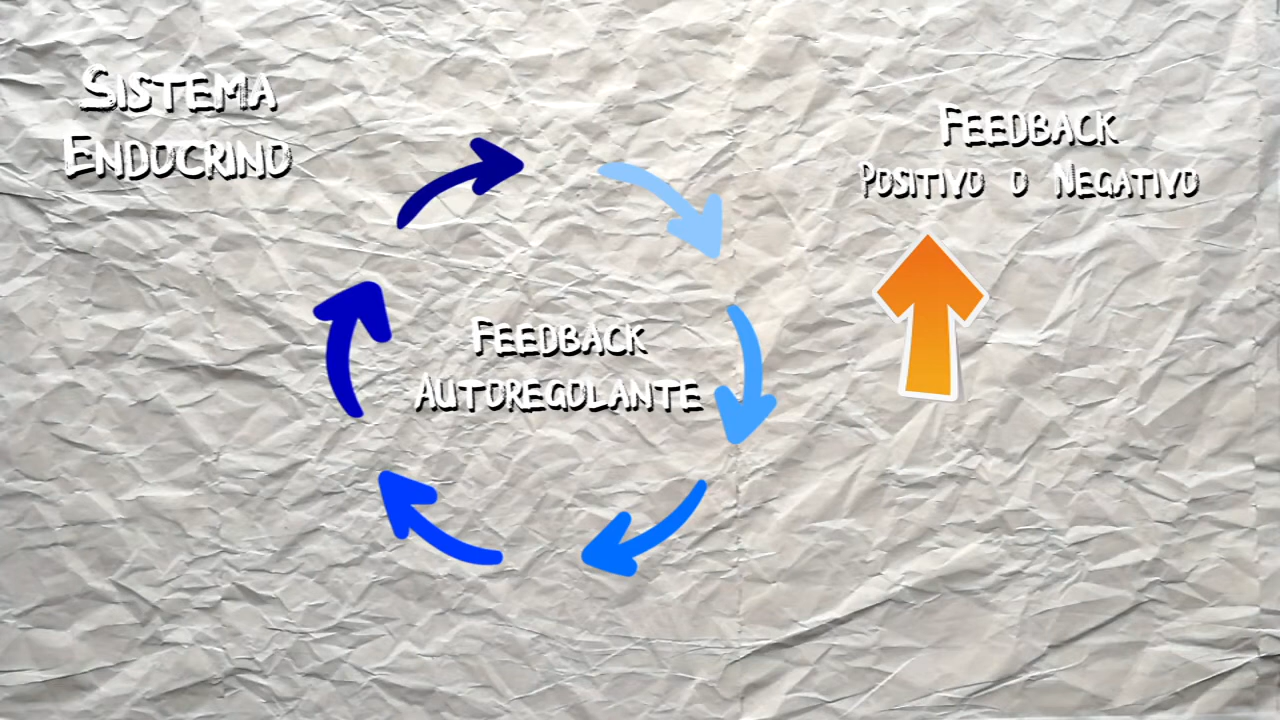 Sistema
Endocrino
Feedback
Positivo o Negativo
Feedback
Autoregolante